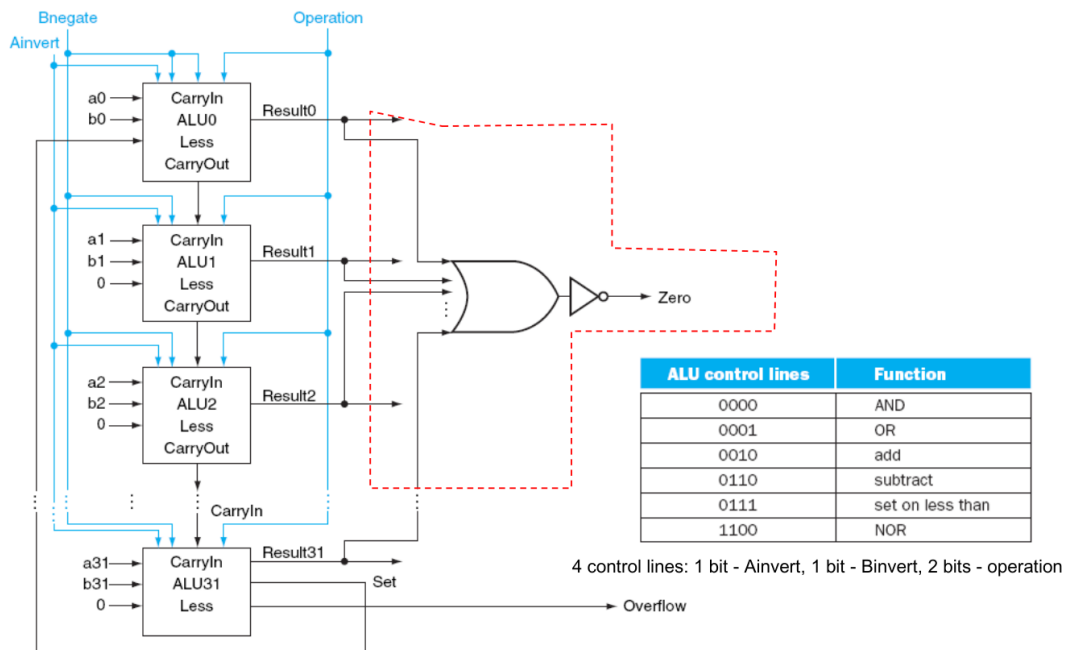 Bnegate
Operation
Ainvert
a0
CarryIn
Result0
b0
ALU0
Less
CarryOut
a1
CarryIn
Result1
b1
ALU1
0
Less
CarryOut
Zero
a2
CarryIn
Result2
b2
ALU2
0
Less
CarryOut
ALU control lines Function
0000 AND
0001 OR
0010 add
0110 subtract
0111 set on less than
1100 NOR
CarryIn
a31
CarryIn
Result31
b31
ALU31
Set
0
Less
Overflow
4 control lines: 1 bit - Ainvert, 1 bit - Binvert, 2 bits - operation